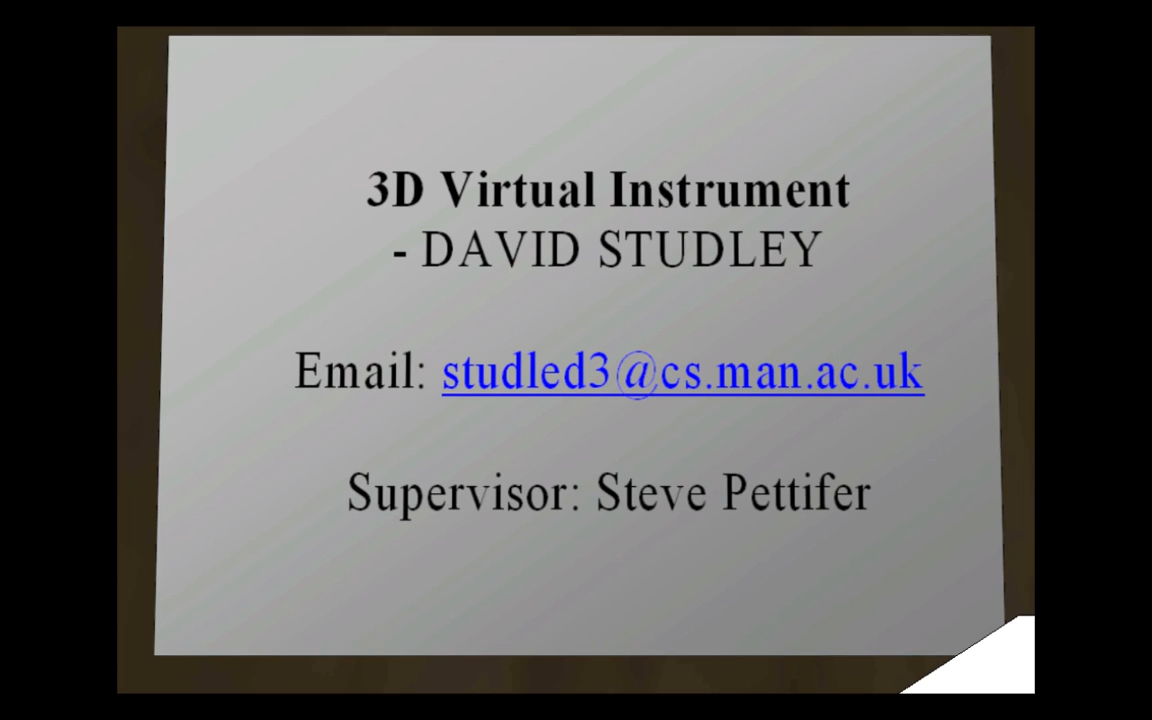 3D Virtual Instrument
- DAVID STUDLEY
Email: studled3@cs.man.ac.uk
Supervisor: Steve Pettifer